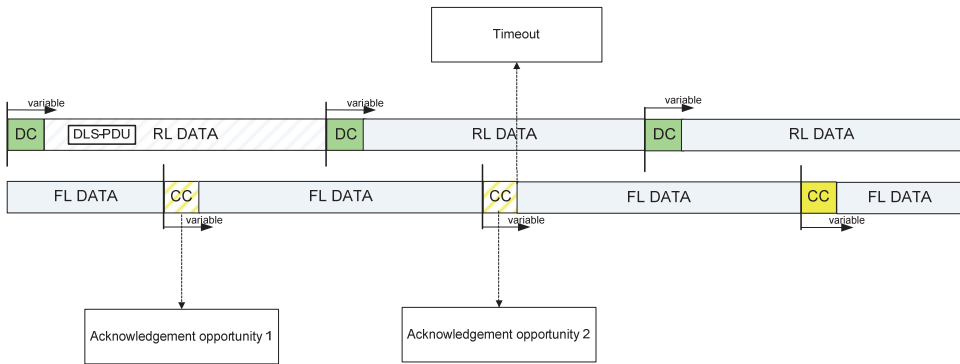 Timeout
variable
variable
variable
DC
DLS-PDU
RL DATA
DC
RL DATA
DC
RL DATA
FL DATA
CC
FL DATA
CC
FL DATA
CC
FL DATA
variable
variable
variable
Acknowledgement opportunity 1
Acknowledgement opportunity 2